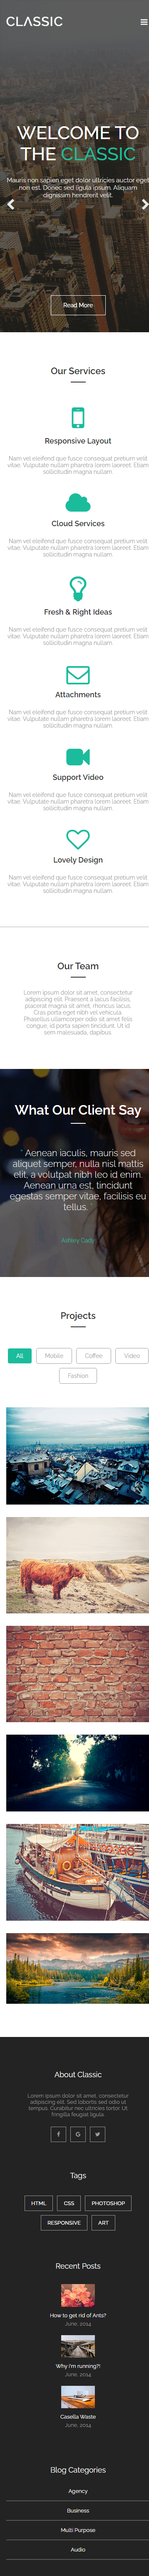 CLASSIC
WELCOME TO
THE CLASSIC
Mauris non sapien eget dolor ultricies auctor eget
non est. Donec sed ligula ipsum. Aliquam
dignissim hendrerit velit.
Read More
Our Services
Responsive Layout
Nam vel eleifend que fusce consequat pretium velit
vitae. Vulputate nullam pharetra lorem laoreet. Etiam
sollicitudin magna nullam.
Cloud Services
Nam vel eleifend que fusce consequat pretium velit
vitae. Vulputate nullam pharetra lorem laoreet. Etiam
sollicitudin magna nullam.
Fresh & Right Ideas
Nam vel eleifend que fusce consequat pretium velit
vitae. Vulputate nullam pharetra lorem laoreet. Etiam
sollicitudin magna nullam.
Attachments
Nam vel eleifend que fusce consequat pretium velit
vitae. Vulputate nullam pharetra lorem laoreet. Etiam
sollicitudin magna nullam.
Support Video
Nam vel eleifend que fusce consequat pretium velit
vitae. Vulputate nullam pharetra lorem laoreet. Etiam
sollicitudin magna nullam.
Lovely Design
Nam vel eleifend que fusce consequat pretium velit
vitae. Vulputate nullam pharetra lorem laoreet. Etiam
sollicitudin magna nullam.
Our Team
Lorem ipsum dolor sit amet, consectetur
adipiscing elit. Praesent a lacus facilisis,
placerat magna sit amet, rhoncus lacus.
Cras porta eget nibh vel vehicula.
Phasellus ullamcorper odio sit amet felis
congue, id porta sapien tincidunt. Ut id
sem malesuada, dapibus.
What Our Client Say
" Aenean iaculis, mauris sed
aliquet semper, nulla nisl mattis
elit, a volutpat nibh leo id enim.
Aenean urna est, tincidunt
egestas semper vitae, facilisis eu
tellus.
Ashley Cady
Projects
All Mobile Coffee Video
Fashion
About Classic
Lorem ipsum dolor sit amet, consectetur
adipiscing elit. Sed lobortis sed odio ut
tempus. Curabitur nec ultricies tortor. Ut
fringilla feugiat ligula
Tags
HTML CSS PHOTOSHOP
RESPONSIVE ART
Recent Posts
How to get rid of Ants?
June, 2014
Why I'm running?!
June, 2014
Casella Waste
June, 2014
Blog Categories
Agency
Business
Multi Purpose
Audio